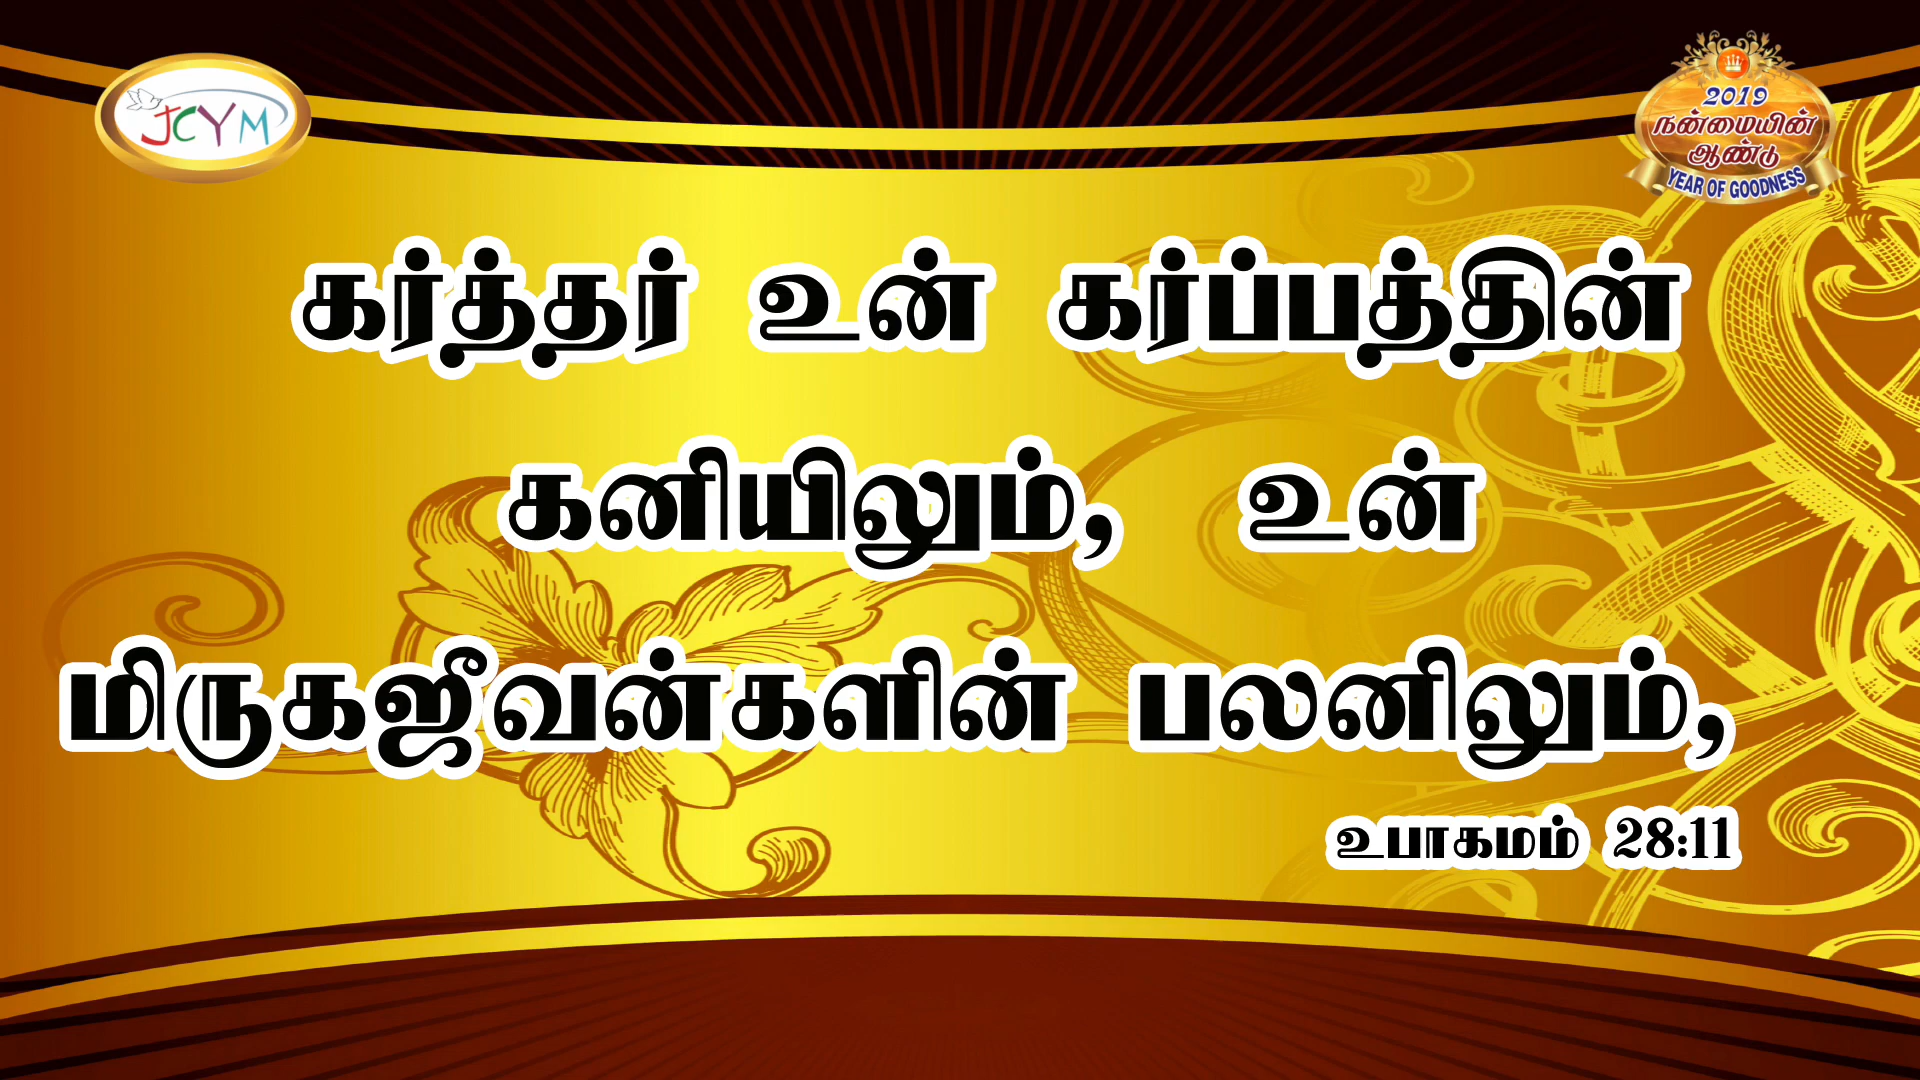 JCYM
2019
நன்மையின்
ஆண்டு
YEAR OF GOODNESS
கர்த்தர் உன் கர்ப்பத்தின்
கனியிலும், உன்
மிருகஜீவன்களின் பலனிலும்,
உபாகமம் 28:11